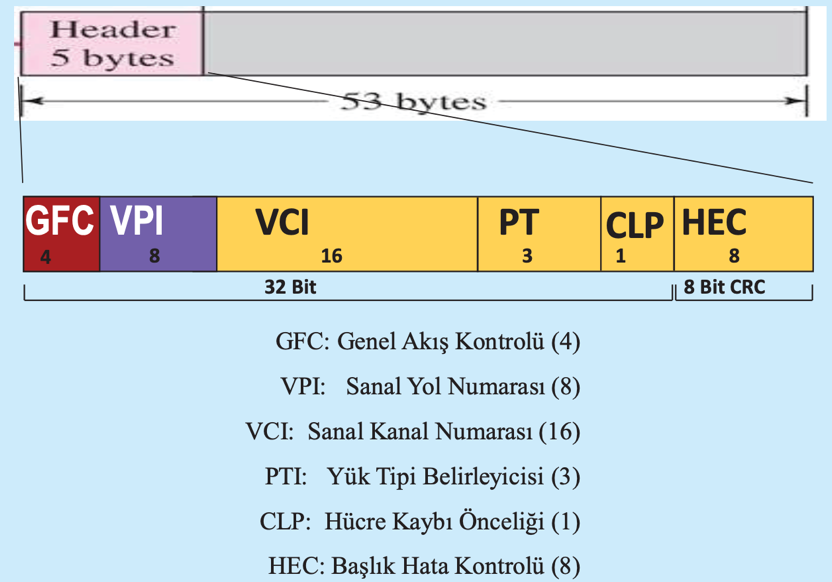 Header
5 bytes
53 bytes
GFC VPI VCI PT CLP HEC
4 8 16 3 1 8
32 Bit 8 Bit CRC
GFC: Genel Akış Kontrolü (4)
VPI: Sanal Yol Numarası (8)
VCI: Sanal Kanal Numarası (16)
PTI: Yük Tipi Belirleyicisi (3)
CLP: Hücre Kaybı Önceliği (1)
HEC: Başlık Hata Kontrolü (8)